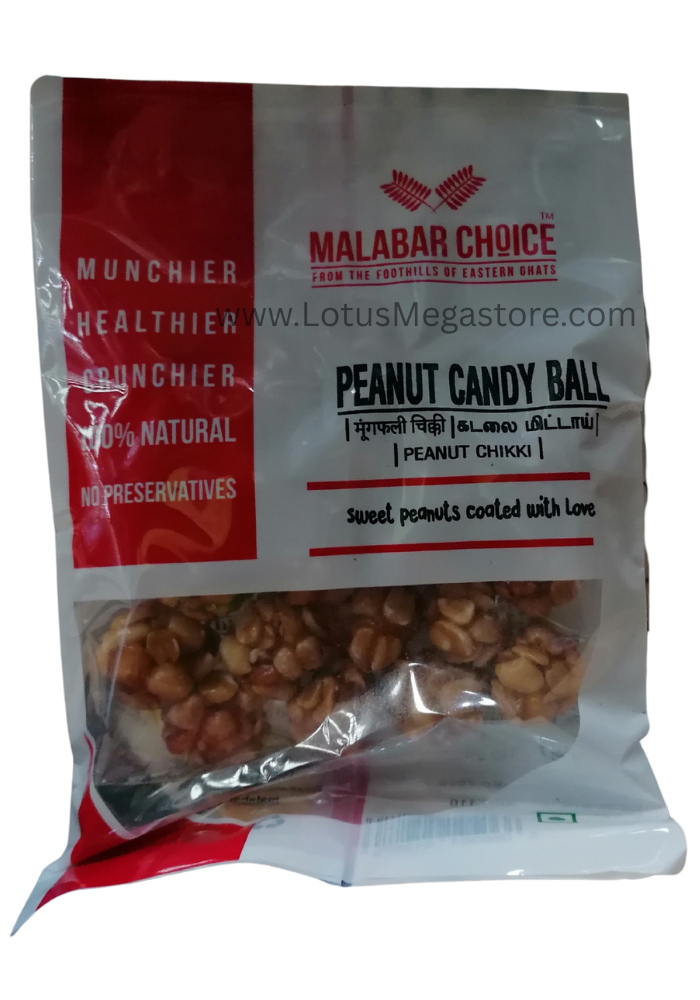 MALABAR CHOICE
TM
FROM THE FOOTHILLS OF EASTERN GHATS
MUNCHIER
HEALTHIER
CRUNCHIER
100% NATURAL
NO PRESERVATIVES
www.LotusMegastore.com
PEANUT CANDY BALL
|मूंगफली चिक्की|கடலை மிட்டாய்|
|PEANUT CHIKKI|
sweet peanuts coated with love